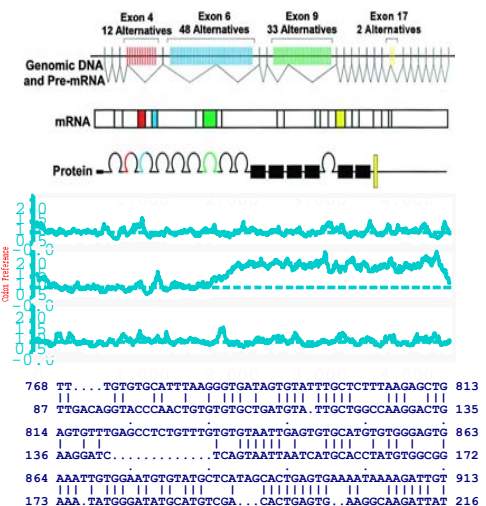 Exon 4 Exon 6 Exon 9 Exon 17
12 Alternatives 48 Alternatives 33 Alternatives 2 Alternatives
Genomic DNA
and Pre-mRNA
mRNA
Protein
Codon Preference
768 TT....TGTGTGCATTTAAGGGTGATAGTGTATTTGCTCTTTAAGAGCTG 813
87 TTGACAGGTACCCAACTGTGTGTGCTGATGTA.TTGCTGGCCAAGGACTG 135
814 AGTGTTTGAGCCTCTGTTTGTGTGTAATTGAGTGTGCATGTGTGGGAGTG 863
136 AAGGATC.............TCAGTAATTAATCATGCACCTATGTGGCGG 172
864 AAATTGTGGAATGTGTATGCTCATAGCACTGAGTGAAAATAAAAGATTGT 913
173 AAA.TATGGGATATGCATGTCGA...CACTGAGTG..AAGGCAAGATTAT 216